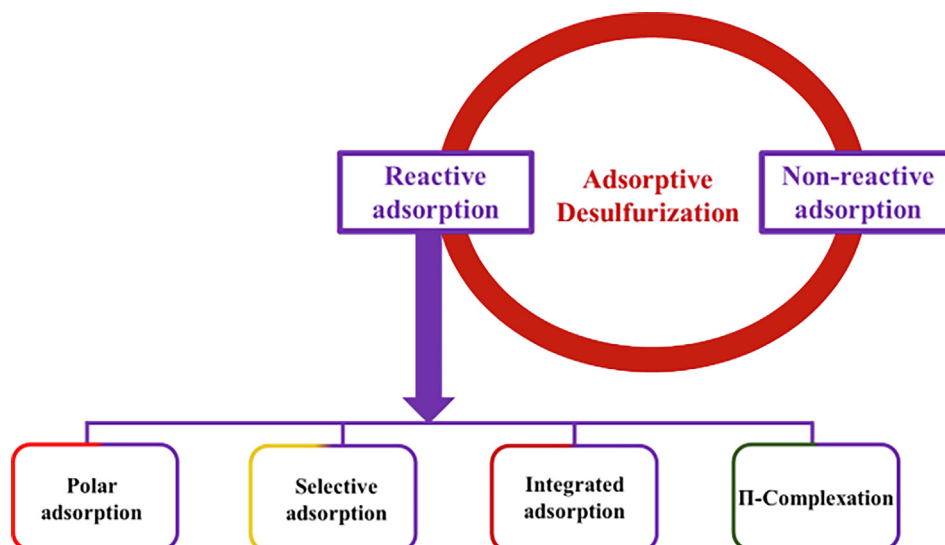 Reactive
adsorption
Adsorptive
Desulfurization
Non-reactive
adsorption
Polar
adsorption
Selective
adsorption
Integrated
adsorption
Π-Complexation